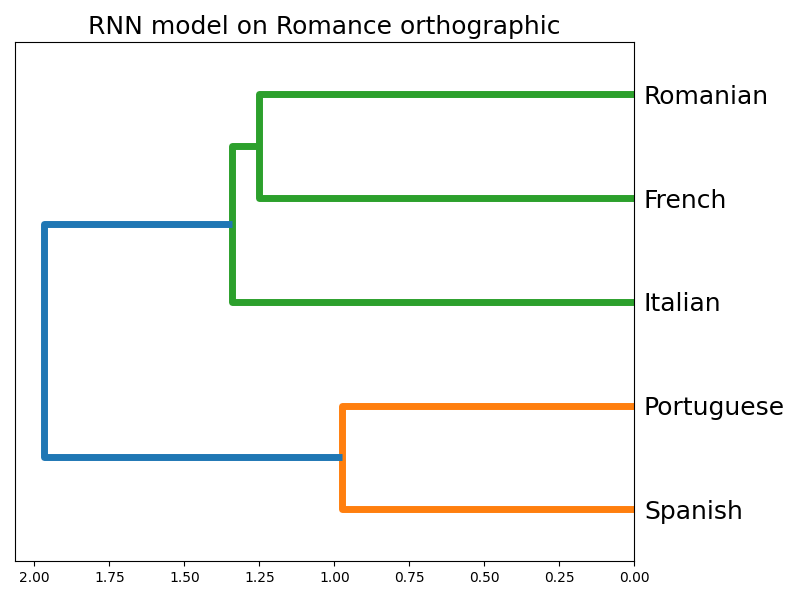 RNN model on Romance orthographic
Romanian
French
Italian
Portuguese
Spanish
2.00 1.75 1.50 1.25 1.00 0.75 0.50 0.25 0.00